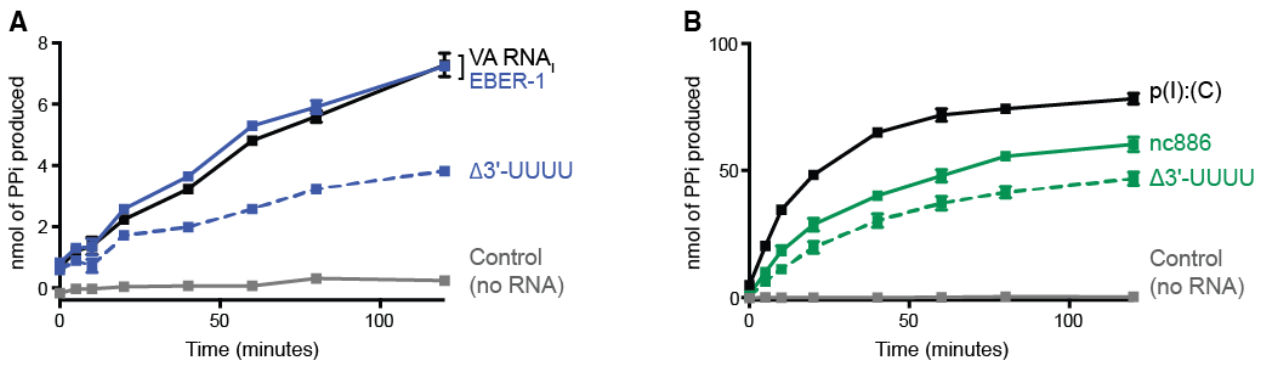 A
nmol of PPi produced
8
6
4
2
0
0
50
100
Time (minutes)
VA RNAI
EBER-1
Δ3'-UUUU
Control
(no RNA)
B
nmol of PPi produced
100
50
0
0
50
100
Time (minutes)
p(I):(C)
nc886
Δ3'-UUUU
Control
(no RNA)